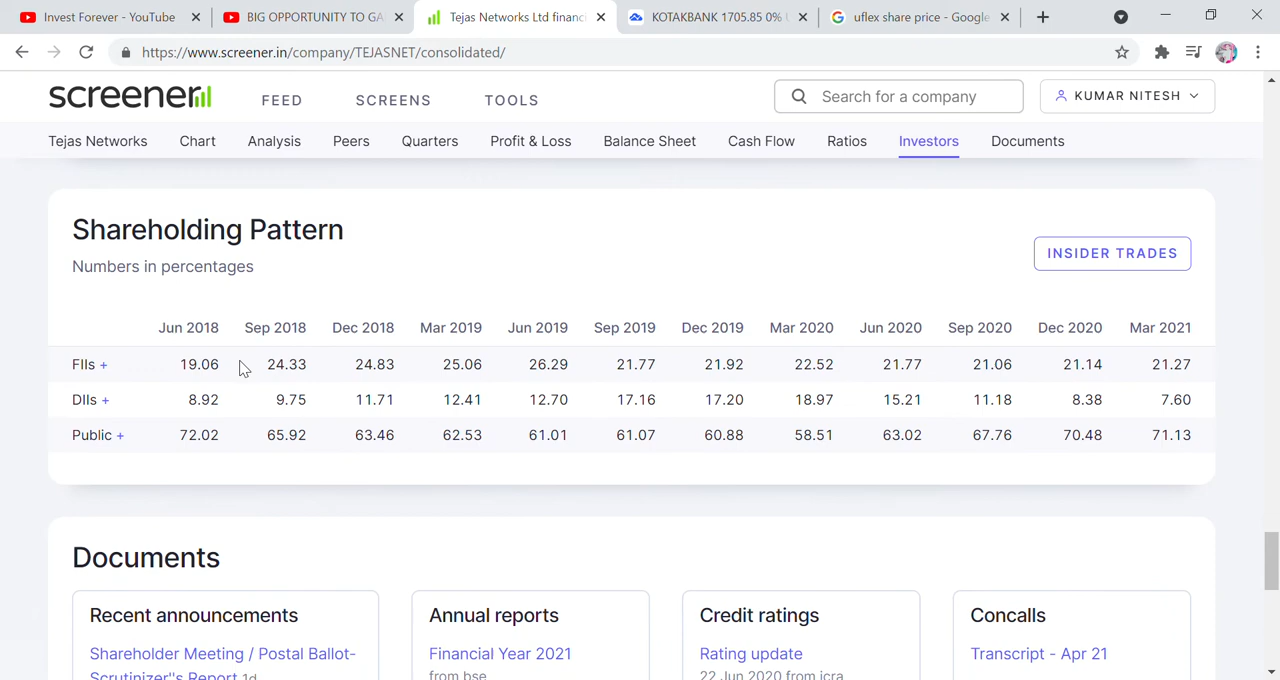 Invest Forever - YouTube
BIG OPPORTUNITY TO GA
Tejas Networks Ltd financ
KOTAKBANK 1705.85 0%
uflex share price - Google
https://www.screener.in/company/TEJASNET/consolidated/
screener
FEED
SCREENS
TOOLS
Search for a company
KUMAR NITESH
Tejas Networks
Chart
Analysis
Peers
Quarters
Profit & Loss
Balance Sheet
Cash Flow
Ratios
Investors
Documents
Shareholding Pattern
Numbers in percentages
INSIDER TRADES
Jun 2018 Sep 2018 Dec 2018 Mar 2019 Jun 2019 Sep 2019 Dec 2019 Mar 2020 Jun 2020 Sep 2020 Dec 2020 Mar 2021
FIIs + 19.06 24.33 24.83 25.06 26.29 21.77 21.92 22.52 21.77 21.06 21.14 21.27
DIIs + 8.92 9.75 11.71 12.41 12.70 17.16 17.20 18.97 15.21 11.18 8.38 7.60
Public + 72.02 65.92 63.46 62.53 61.01 61.07 60.88 58.51 63.02 67.76 70.48 71.13
Documents
Recent announcements
Shareholder Meeting / Postal Ballot-
Scrutinizer"s Report 1d
Annual reports
Financial Year 2021
from bse
Credit ratings
Rating update
22 Jun 2020 from icra
Concalls
Transcript - Apr 21